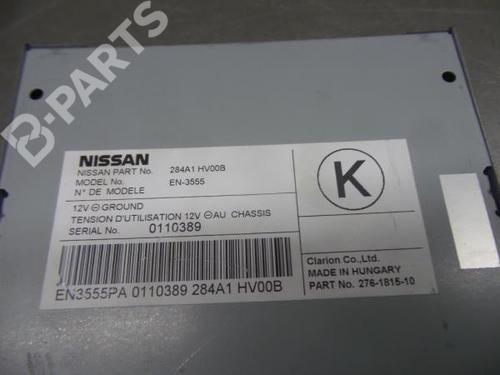 B-PARTS
NISSAN
NISSAN PART No. 284A1 HV00B
MODEL No. EN-3555
N° DE MODELE
12V ⊖ GROUND
TENSION D'UTILISATION 12V ⊖ AU CHASSIS
SERIAL No. 0110389
EN3555PA 0110389 284A1 HV00B
K
Clarion Co.,Ltd.
MADE IN HUNGARY
PART No. 276-1815-10